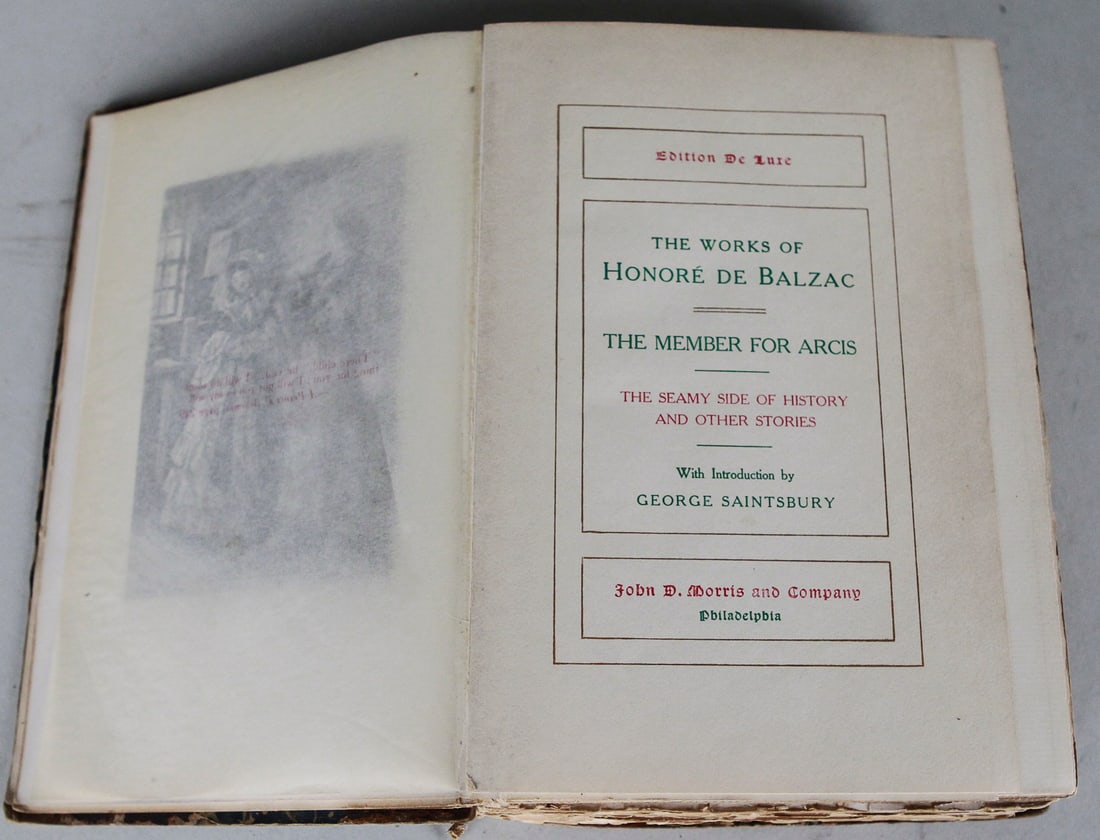 Edition De Luxe
THE WORKS OF
HONORÉ DE BALZAC
THE MEMBER FOR ARCIS
THE SEAMY SIDE OF HISTORY
AND OTHER STORIES
With Introduction by
GEORGE SAINTSBURY
John D. Morris and Company
Philadelphia